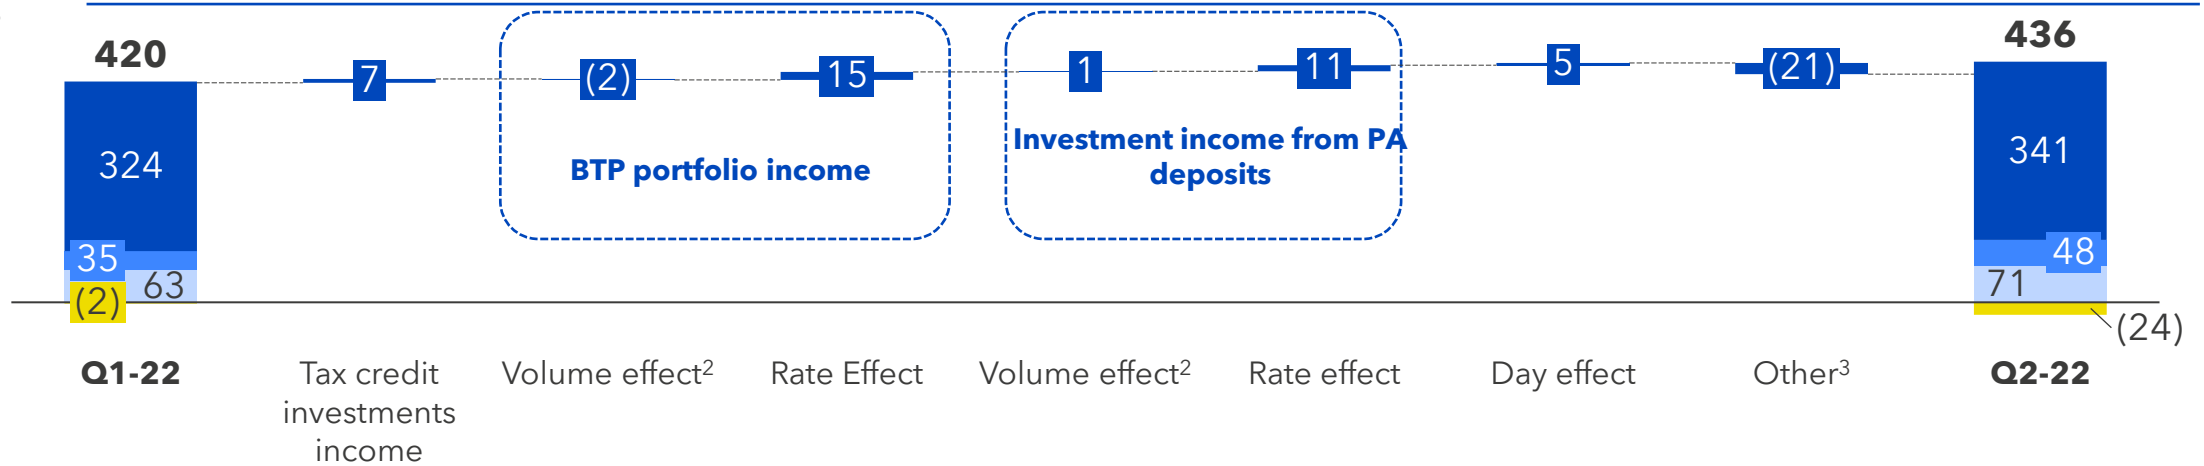 420
436
7
(2)
15
1
11
5
(21)
324
Investment income from PA
deposits
BTP portfolio income
341
35
63
(2)
48
71
(24)
Q1-22
Tax credit
investments
income
Volume effect²
Rate Effect
Volume effect²
Rate effect
Day effect
Other³
Q2-22